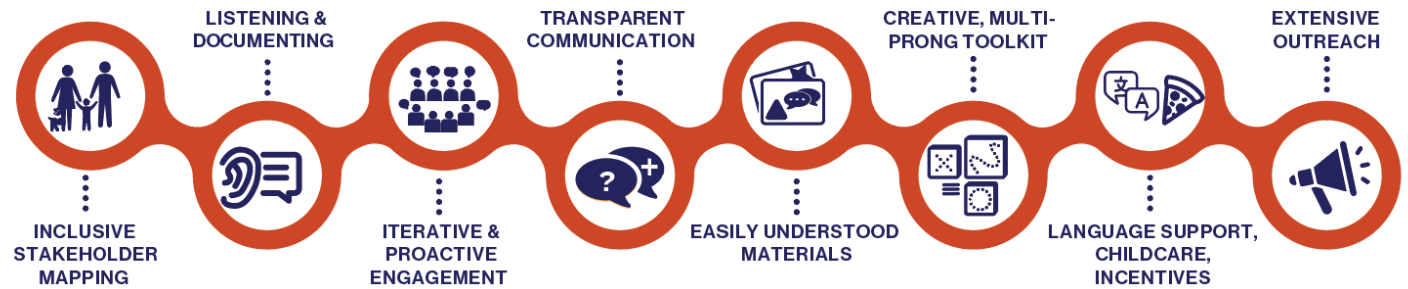 INCLUSIVE
STAKEHOLDER
MAPPING
LISTENING &
DOCUMENTING
ITERATIVE &
PROACTIVE
ENGAGEMENT
TRANSPARENT
COMMUNICATION
?
+
EASILY UNDERSTOOD
MATERIALS
CREATIVE, MULTI-
PRONG TOOLKIT
LANGUAGE SUPPORT,
CHILDCARE,
INCENTIVES
A
EXTENSIVE
OUTREACH